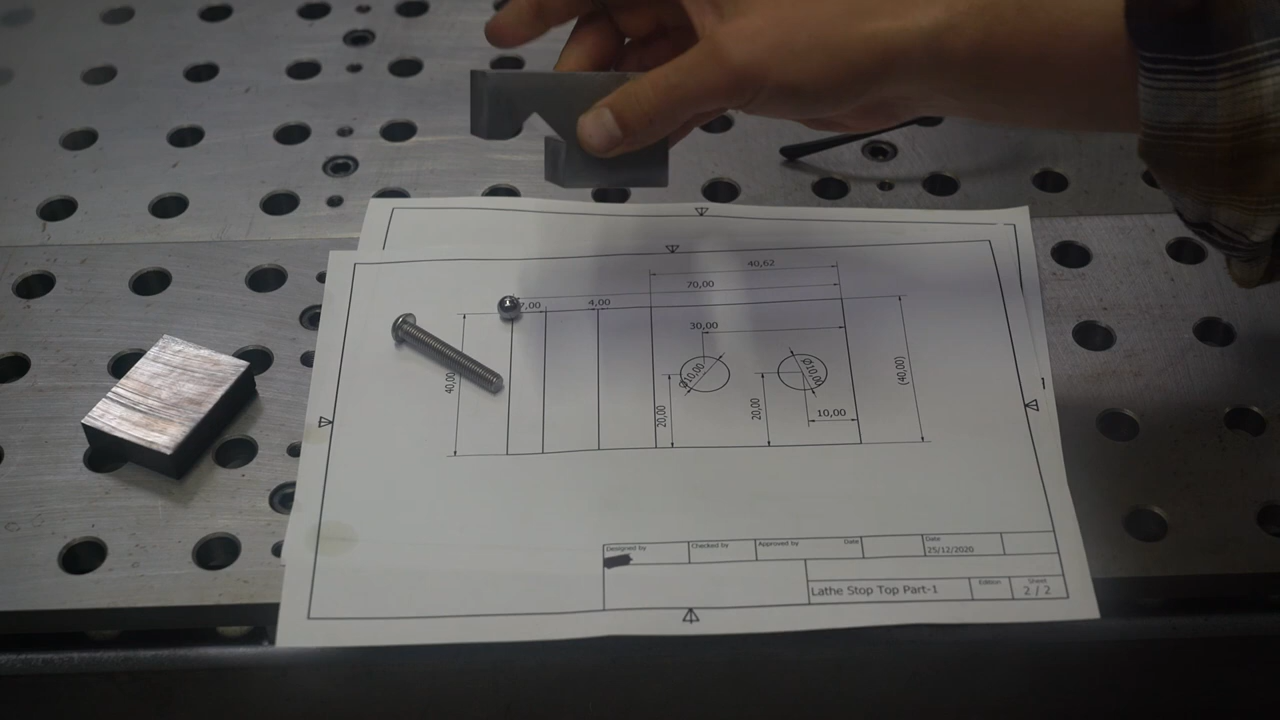 40,62
70,00
7,00
4,00
30,00
40,00
Ø10,00
Ø10,00
(40,00)
20,00
20,00
10,00
Designed by
Checked by
Approved by
Date
Date
25/12/2020
Lathe Stop Top Part-1
Edition
Sheet
2 / 2